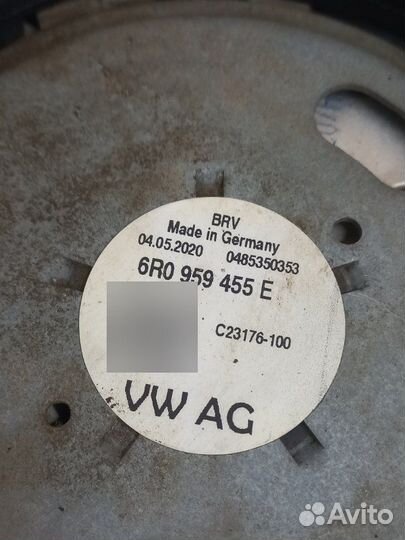 BRV
Made in Germany
04.05.2020 0485350353
6R0 959 455 E
C23176-100
VW AG
Avito